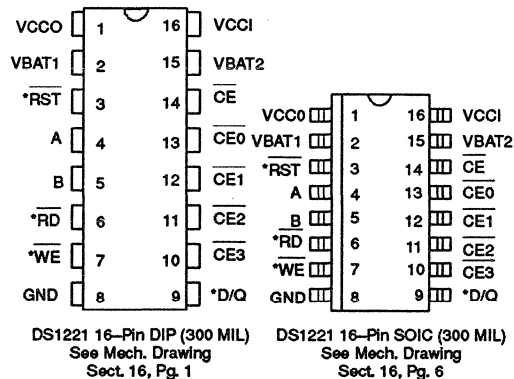 VCCO 1 16 VCCI
VBAT1 2 15 VBAT2
*RST 3 14 CE
A 4 13 CE0
B 5 12 CE1
*RD 6 11 CE2
*WE 7 10 CE3
GND 8 9 *D/Q
DS1221 16–Pin DIP (300 MIL)
See Mech. Drawing
Sect. 16, Pg. 1
VCC0 1 16 VCCI
VBAT1 2 15 VBAT2
*RST 3 14 CE
A 4 13 CE0
B 5 12 CE1
*RD 6 11 CE2
*WE 7 10 CE3
GND 8 9 *D/Q
DS1221 16–Pin SOIC (300 MIL)
See Mech. Drawing
Sect. 16, Pg. 6